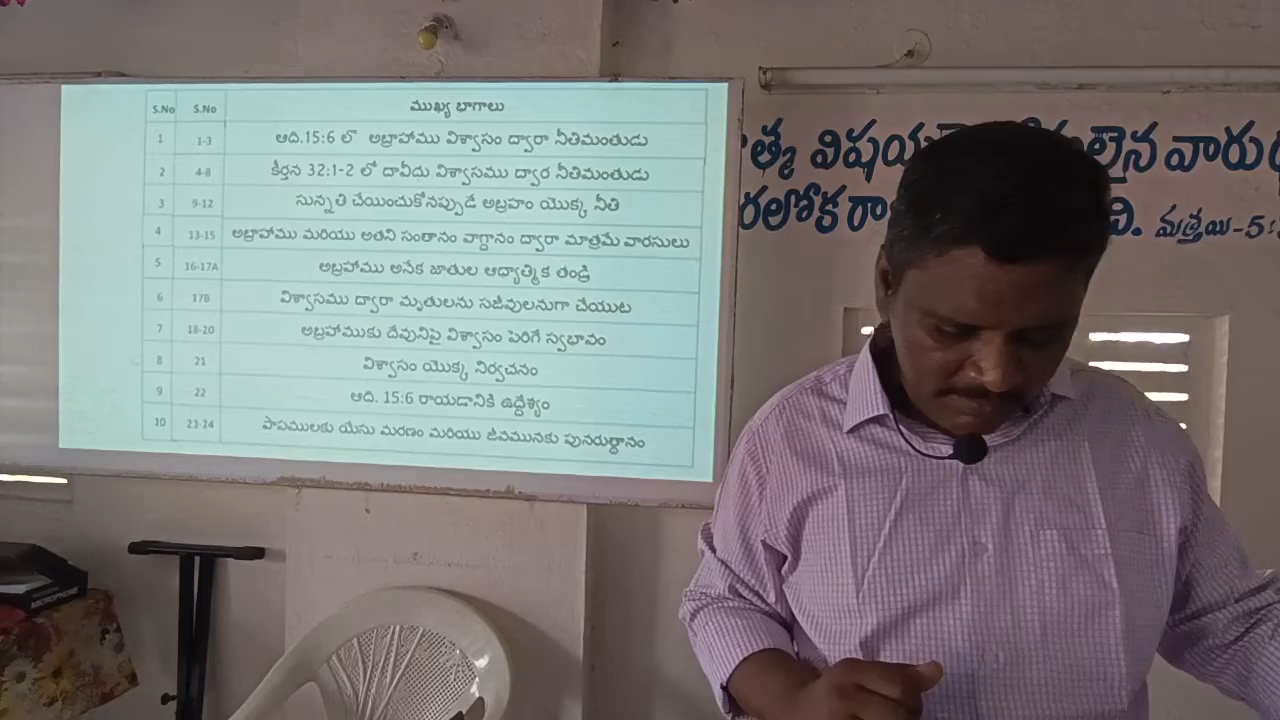 S.No S.No ముఖ్య భాగాలు
1 1-3 ఆది.15:6 లో అబ్రాహాము విశ్వాసం ద్వారా నీతిమంతుడు
2 4-8 కీర్తన 32:1-2 లో దావీదు విశ్వాసము ద్వార నీతిమంతుడు
3 9-12 సున్నతి చేయించుకోనప్పుడే అబ్రహం యొక్క నీతి
4 13-15 అబ్రాహాము మరియు అతని సంతానం వాగ్దానం ద్వారా మాత్రమే వారసులు
5 16-17A అబ్రహాము అనేక జాతుల ఆధ్యాత్మిక తండ్రి
6 17B విశ్వాసము ద్వారా మృతులను సజీవులనుగా చేయుట
7 18-20 అబ్రహాముకు దేవునిపై విశ్వాసం పెరిగే స్వభావం
8 21 విశ్వాసం యొక్క నిర్వచనం
9 22 ఆది. 15:6 రాయడానికి ఉద్దేశ్యం
10 23-24 పాపములకు యేసు మరణం మరియు జీవమునకు పునరుర్థానం
వారు
మత్తయి-5:
MICROPHONE